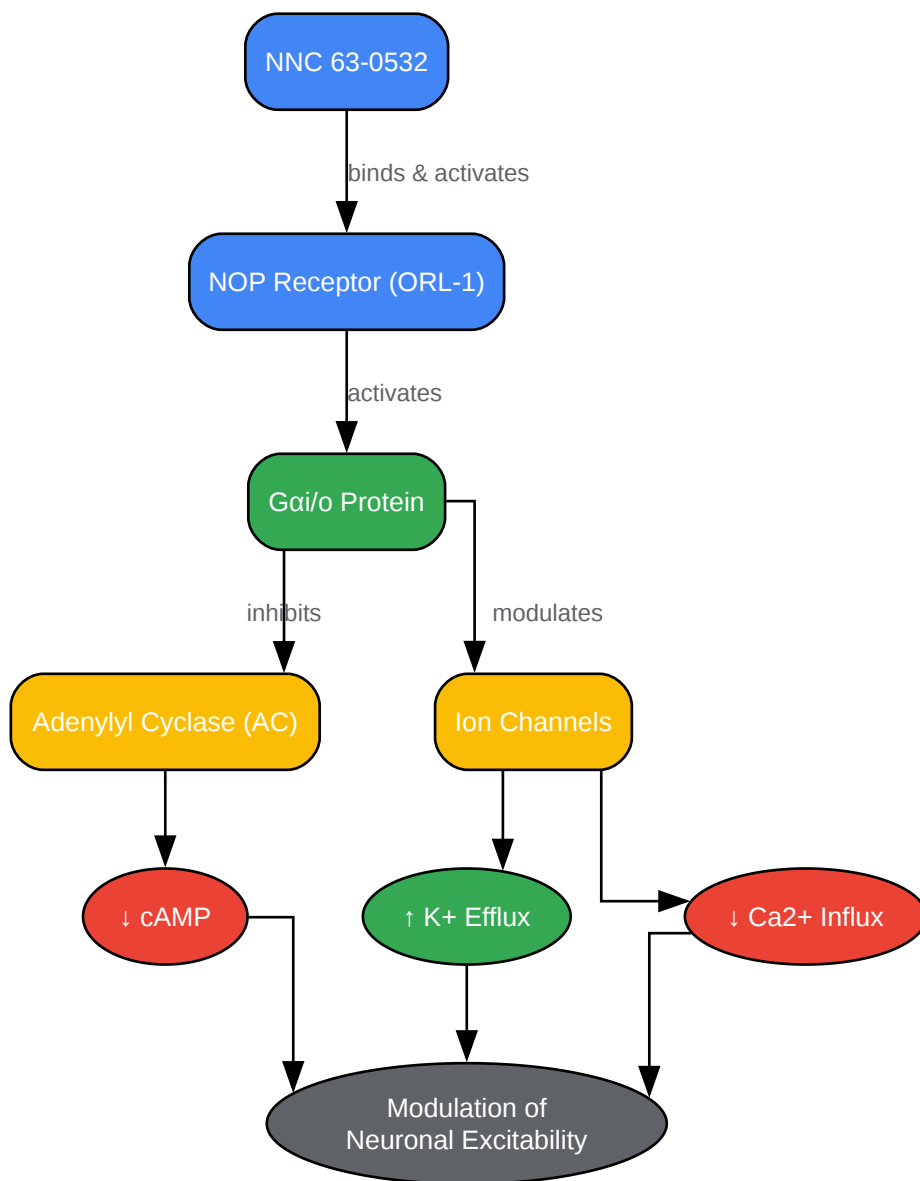 NNC 63-0532
binds & activates
NOP Receptor (ORL-1)
activates
Gαi/o Protein
inhibits
modulates
Adenylyl Cyclase (AC)
Ion Channels
↓ cAMP
↑ K+ Efflux
↓ Ca2+ Influx
Modulation of
Neuronal Excitability